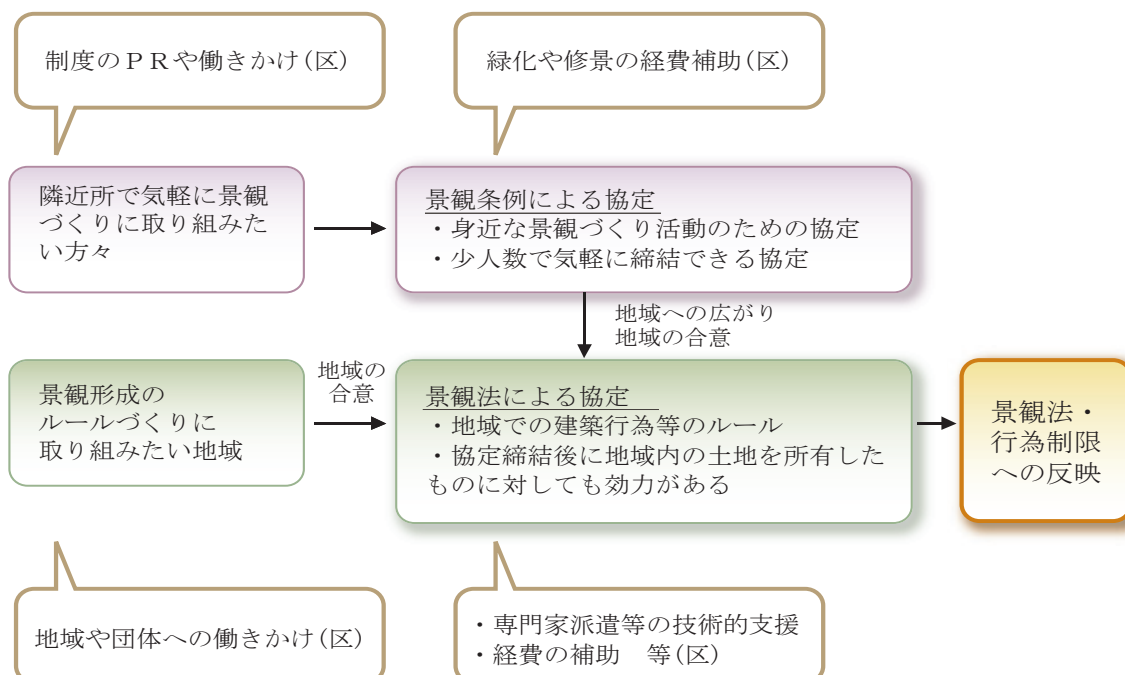 制度のＰＲや働きかけ(区)
緑化や修景の経費補助(区)
隣近所で気軽に景観
づくりに取り組みた
い方々
景観条例による協定
・身近な景観づくり活動のための協定
・少人数で気軽に締結できる協定
地域への広がり
地域の合意
景観形成の
ルールづくりに
取り組みたい地域
地域の
合意
景観法による協定
・地域での建築行為等のルール
・協定締結後に地域内の土地を所有した
ものに対しても効力がある
景観法・
行為制限
への反映
地域や団体への働きかけ(区)
・専門家派遣等の技術的支援
・経費の補助　等(区)